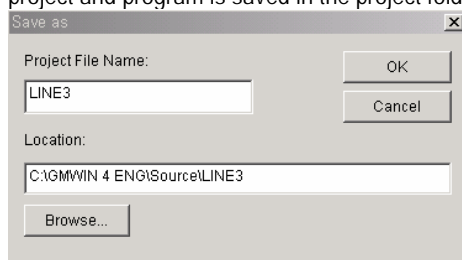 project and program is saved in the project fold
Save as
Project File Name:
OK
LINE3
Cancel
Location:
C:\GMWIN 4 ENG\Source\LINE3
Browse...